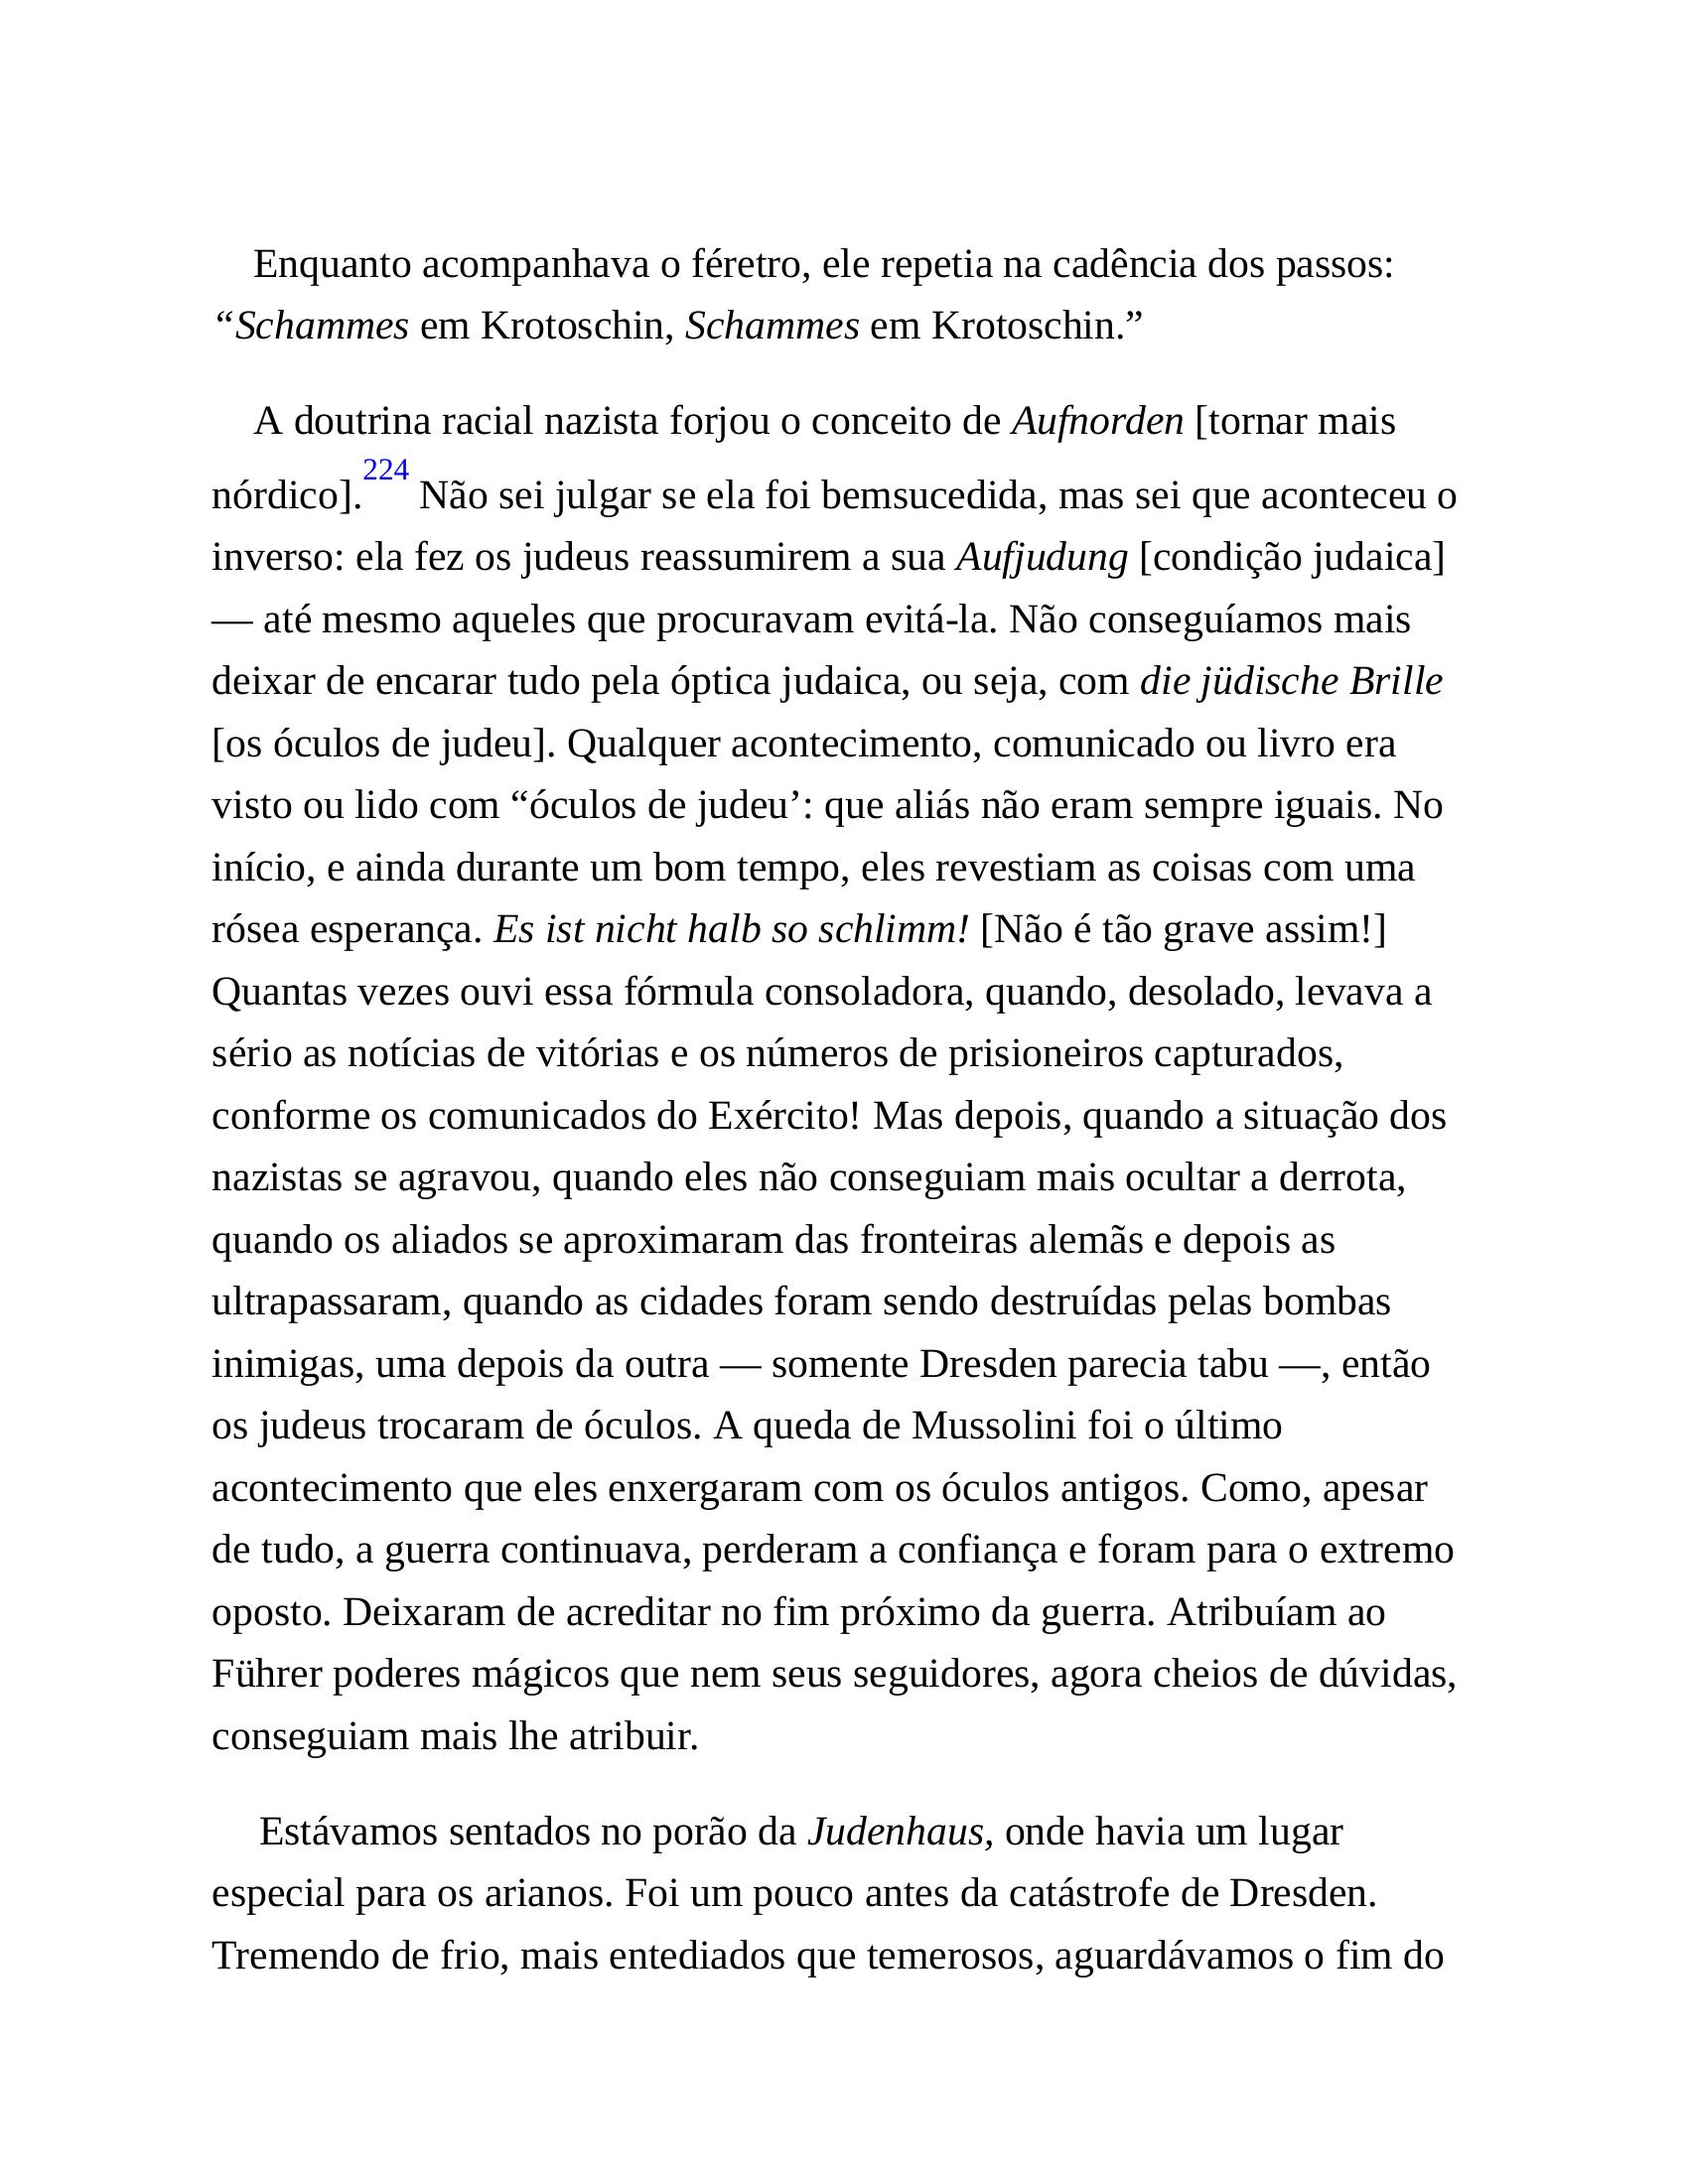 Enquanto acompanhava o féretro, ele repetia na cadência dos passos:
“Schammes em Krotoschin, Schammes em Krotoschin.”
A doutrina racial nazista forjou o conceito de Aufnorden [tornar mais
nórdico].224 Não sei julgar se ela foi bemsucedida, mas sei que aconteceu o
inverso: ela fez os judeus reassumirem a sua Aufjudung [condição judaica]
— até mesmo aqueles que procuravam evitá-la. Não conseguíamos mais
deixar de encarar tudo pela óptica judaica, ou seja, com die jüdische Brille
[os óculos de judeu]. Qualquer acontecimento, comunicado ou livro era
visto ou lido com “óculos de judeu’: que aliás não eram sempre iguais. No
início, e ainda durante um bom tempo, eles revestiam as coisas com uma
rósea esperança. Es ist nicht halb so schlimm! [Não é tão grave assim!]
Quantas vezes ouvi essa fórmula consoladora, quando, desolado, levava a
sério as notícias de vitórias e os números de prisioneiros capturados,
conforme os comunicados do Exército! Mas depois, quando a situação dos
nazistas se agravou, quando eles não conseguiam mais ocultar a derrota,
quando os aliados se aproximaram das fronteiras alemãs e depois as
ultrapassaram, quando as cidades foram sendo destruídas pelas bombas
inimigas, uma depois da outra — somente Dresden parecia tabu —, então
os judeus trocaram de óculos. A queda de Mussolini foi o último
acontecimento que eles enxergaram com os óculos antigos. Como, apesar
de tudo, a guerra continuava, perderam a confiança e foram para o extremo
oposto. Deixaram de acreditar no fim próximo da guerra. Atribuíam ao
Führer poderes mágicos que nem seus seguidores, agora cheios de dúvidas,
conseguiam mais lhe atribuir.
Estávamos sentados no porão da Judenhaus, onde havia um lugar
especial para os arianos. Foi um pouco antes da catástrofe de Dresden.
Tremendo de frio, mais entediados que temerosos, aguardávamos o fim do